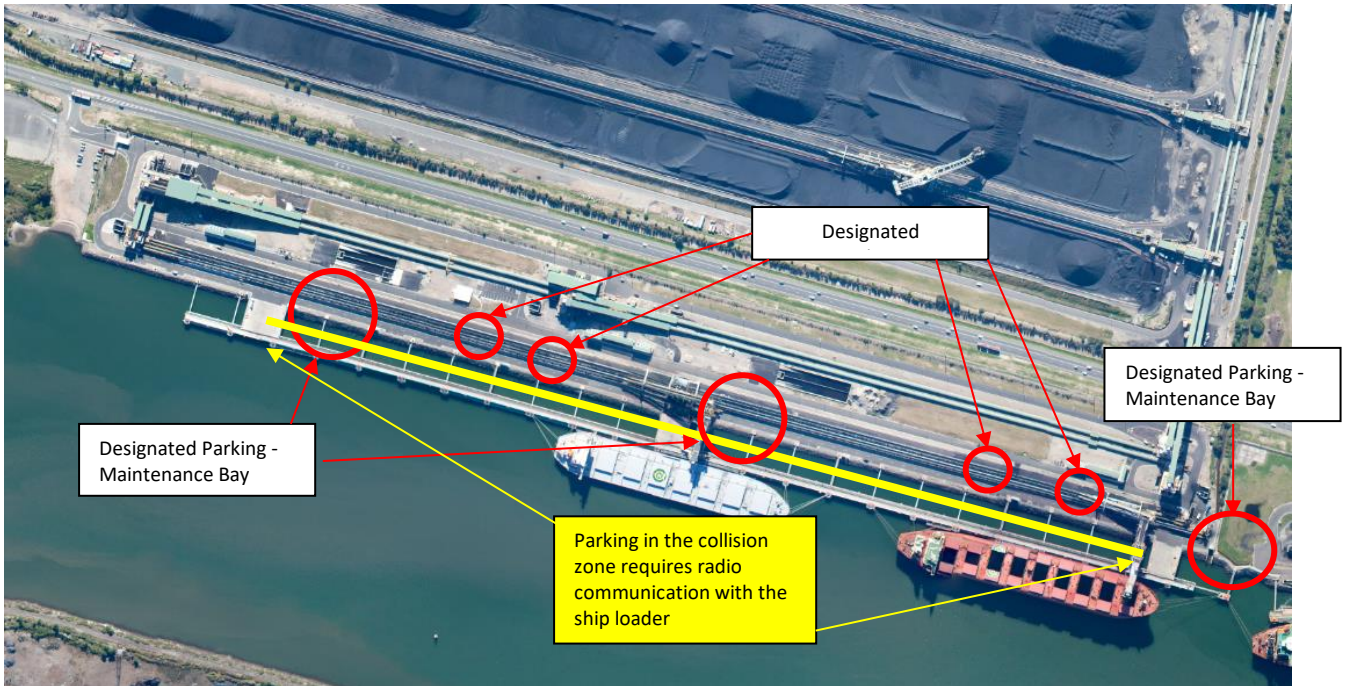 Designated
Designated Parking -
Maintenance Bay
Designated Parking -
Maintenance Bay
Parking in the collision
zone requires radio
communication with the
ship loader